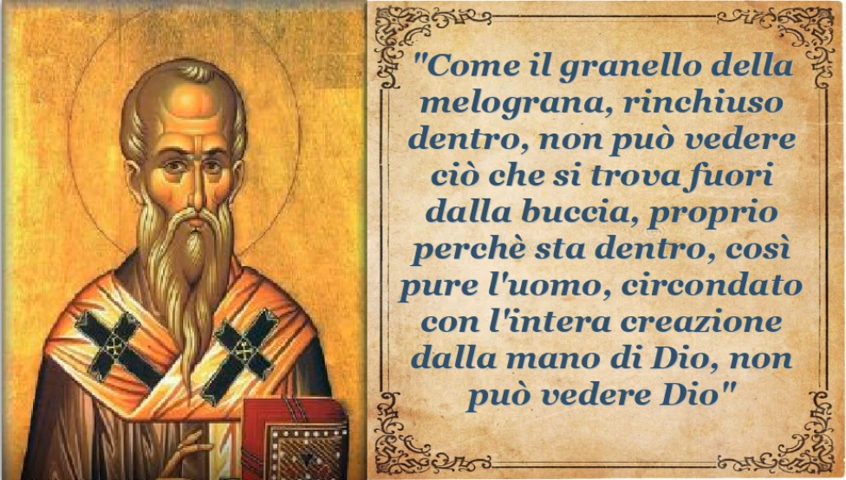 "Come il granello della
melograna, rinchiuso
dentro, non può vedere
ciò che si trova fuori
dalla buccia, proprio
perchè sta dentro, così
pure l'uomo, circondato
con l'intera creazione
dalla mano di Dio, non
può vedere Dio"